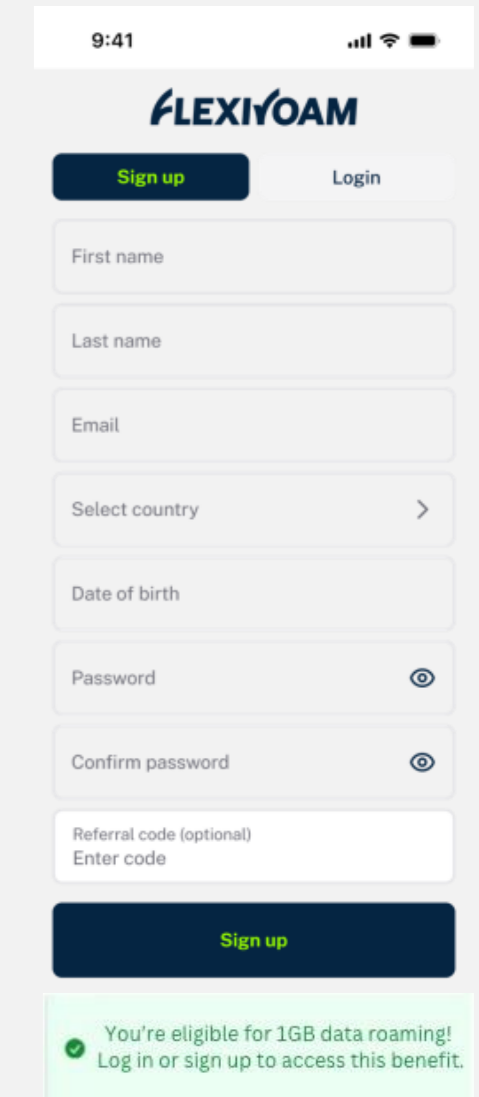 9:41
FLEXIROAM
Sign up
Login
First name
Last name
Email
Select country
Date of birth
Password
Confirm password
Referral code (optional)
Enter code
Sign up
You're eligible for 1GB data roaming!
Log in or sign up to access this benefit.